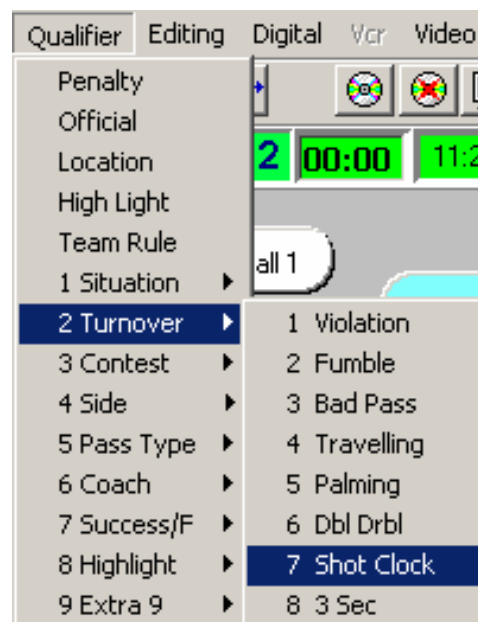 Qualifier Editing Digital Vcr Video
Penalty
Official
Location
High Light
Team Rule
1 Situation
2 Turnover
3 Contest
4 Side
5 Pass Type
6 Coach
7 Success/F
8 Highlight
9 Extra 9
2 00:00 11:2
all 1
1 Violation
2 Fumble
3 Bad Pass
4 Travelling
5 Palming
6 Dbl Drbl
7 Shot Clock
8 3 Sec